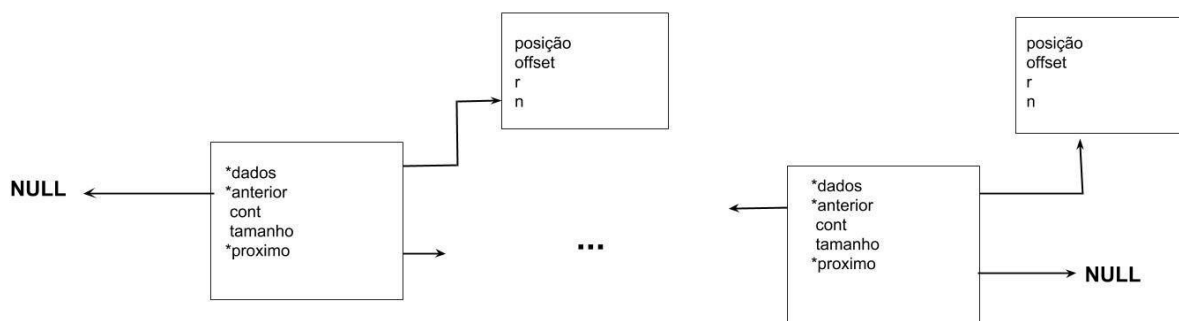 posição
offset
r
n
posição
offset
r
n
NULL
*dados
*anterior
cont
tamanho
*proximo
...
*dados
*anterior
cont
tamanho
*proximo
NULL